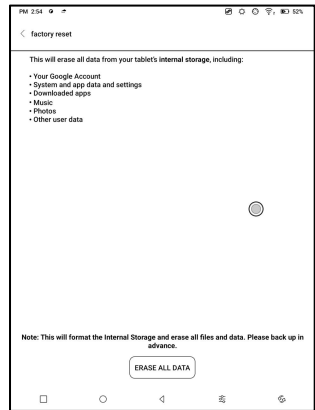 PM 2:54 52%
factory reset
This will erase all data from your tablet's internal storage, including:
• Your Google Account
• System and app data and settings
• Downloaded apps
• Music
• Photos
• Other user data
Note: This will format the Internal Storage and erase all files and data. Please back up in
advance.
ERASE ALL DATA